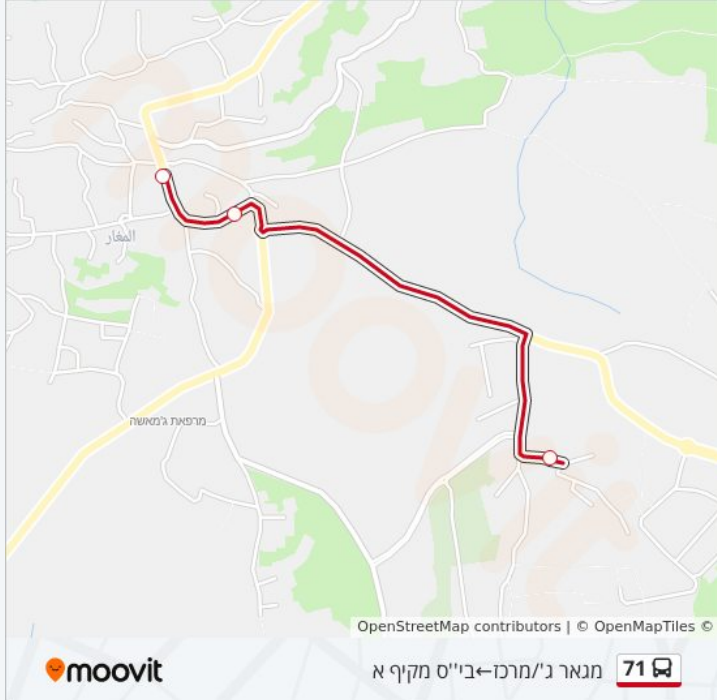 المغار
מרפאת ג'מאשה
OpenStreetMap contributors | © OpenMapTiles ©
moovit
71
מגאר ג'/מרכז←בי''ס מקיף א